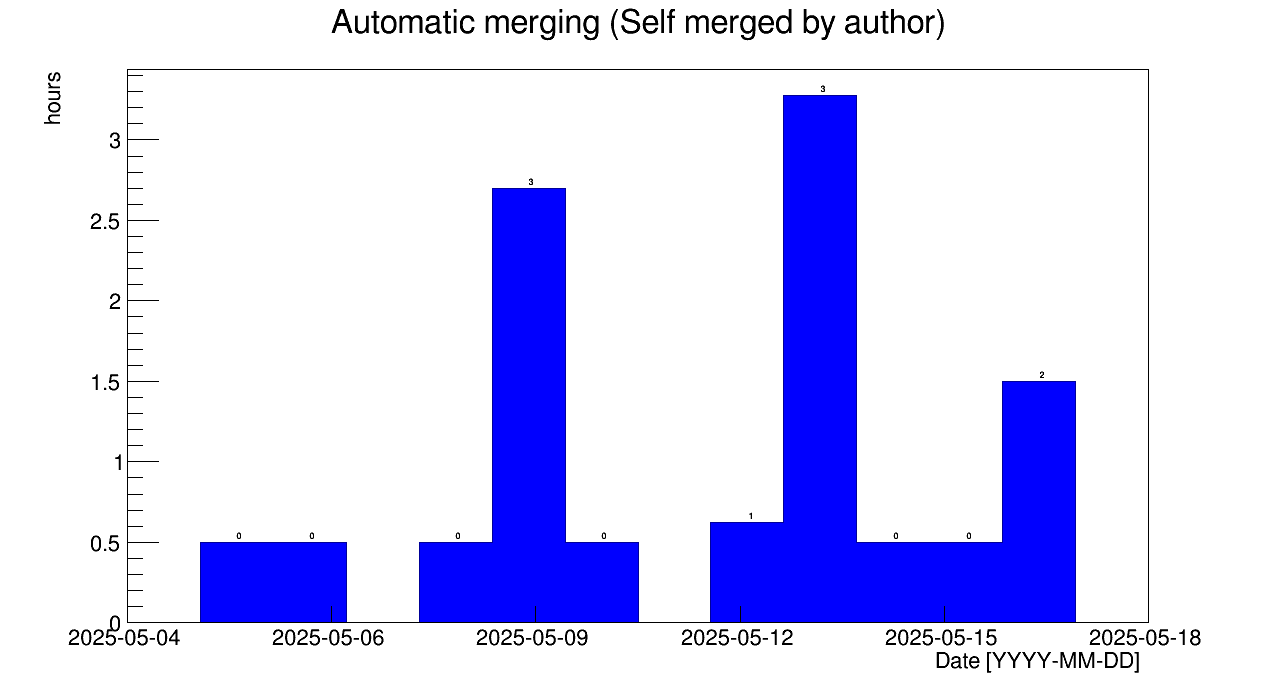 Automatic merging (Self merged by author)
hours
3
2.5
2
1.5
1
0.5
0
0 0 0 3 0 1 3 0 0 2
2025-05-04 2025-05-06 2025-05-09 2025-05-12 2025-05-15 2025-05-18
Date [YYYY-MM-DD]